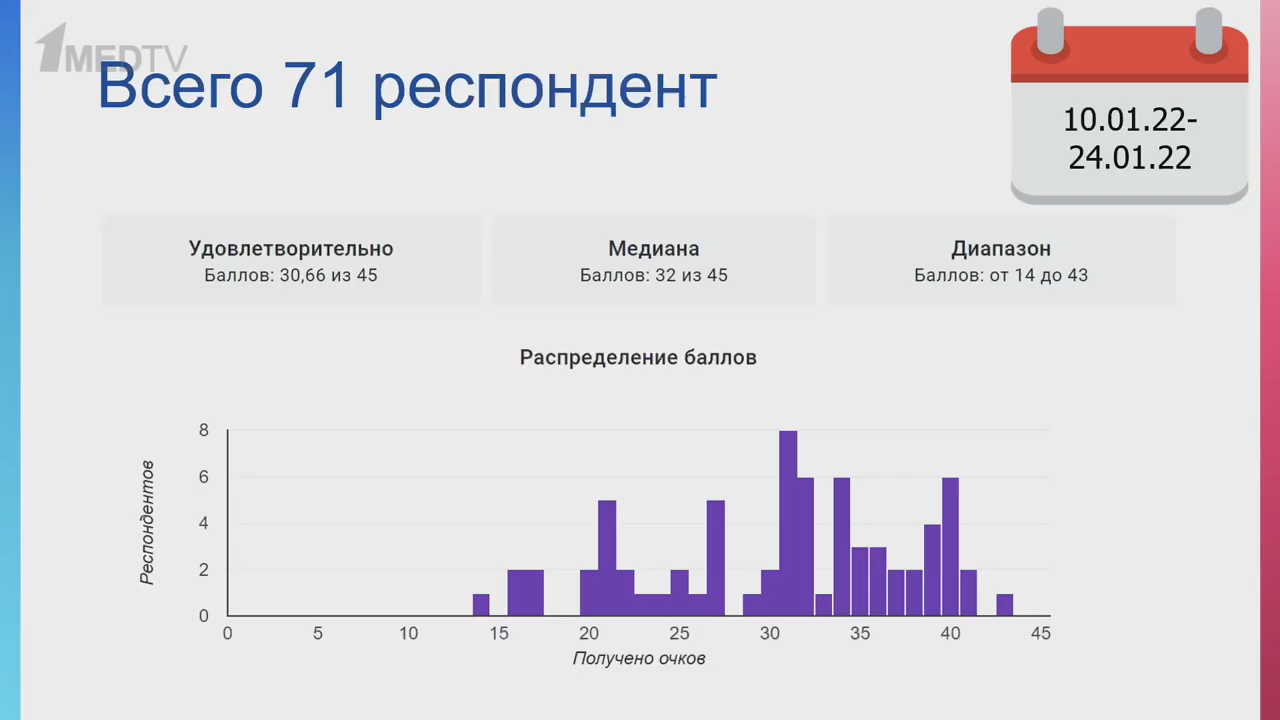 1MEDTV
Всего 71 респондент
10.01.22-
24.01.22
Удовлетворительно
Баллов: 30,66 из 45
Медиана
Баллов: 32 из 45
Диапазон
Баллов: от 14 до 43
Распределение баллов
Респондентов
8
6
4
2
0
0 5 10 15 20 25 30 35 40 45
Получено очков